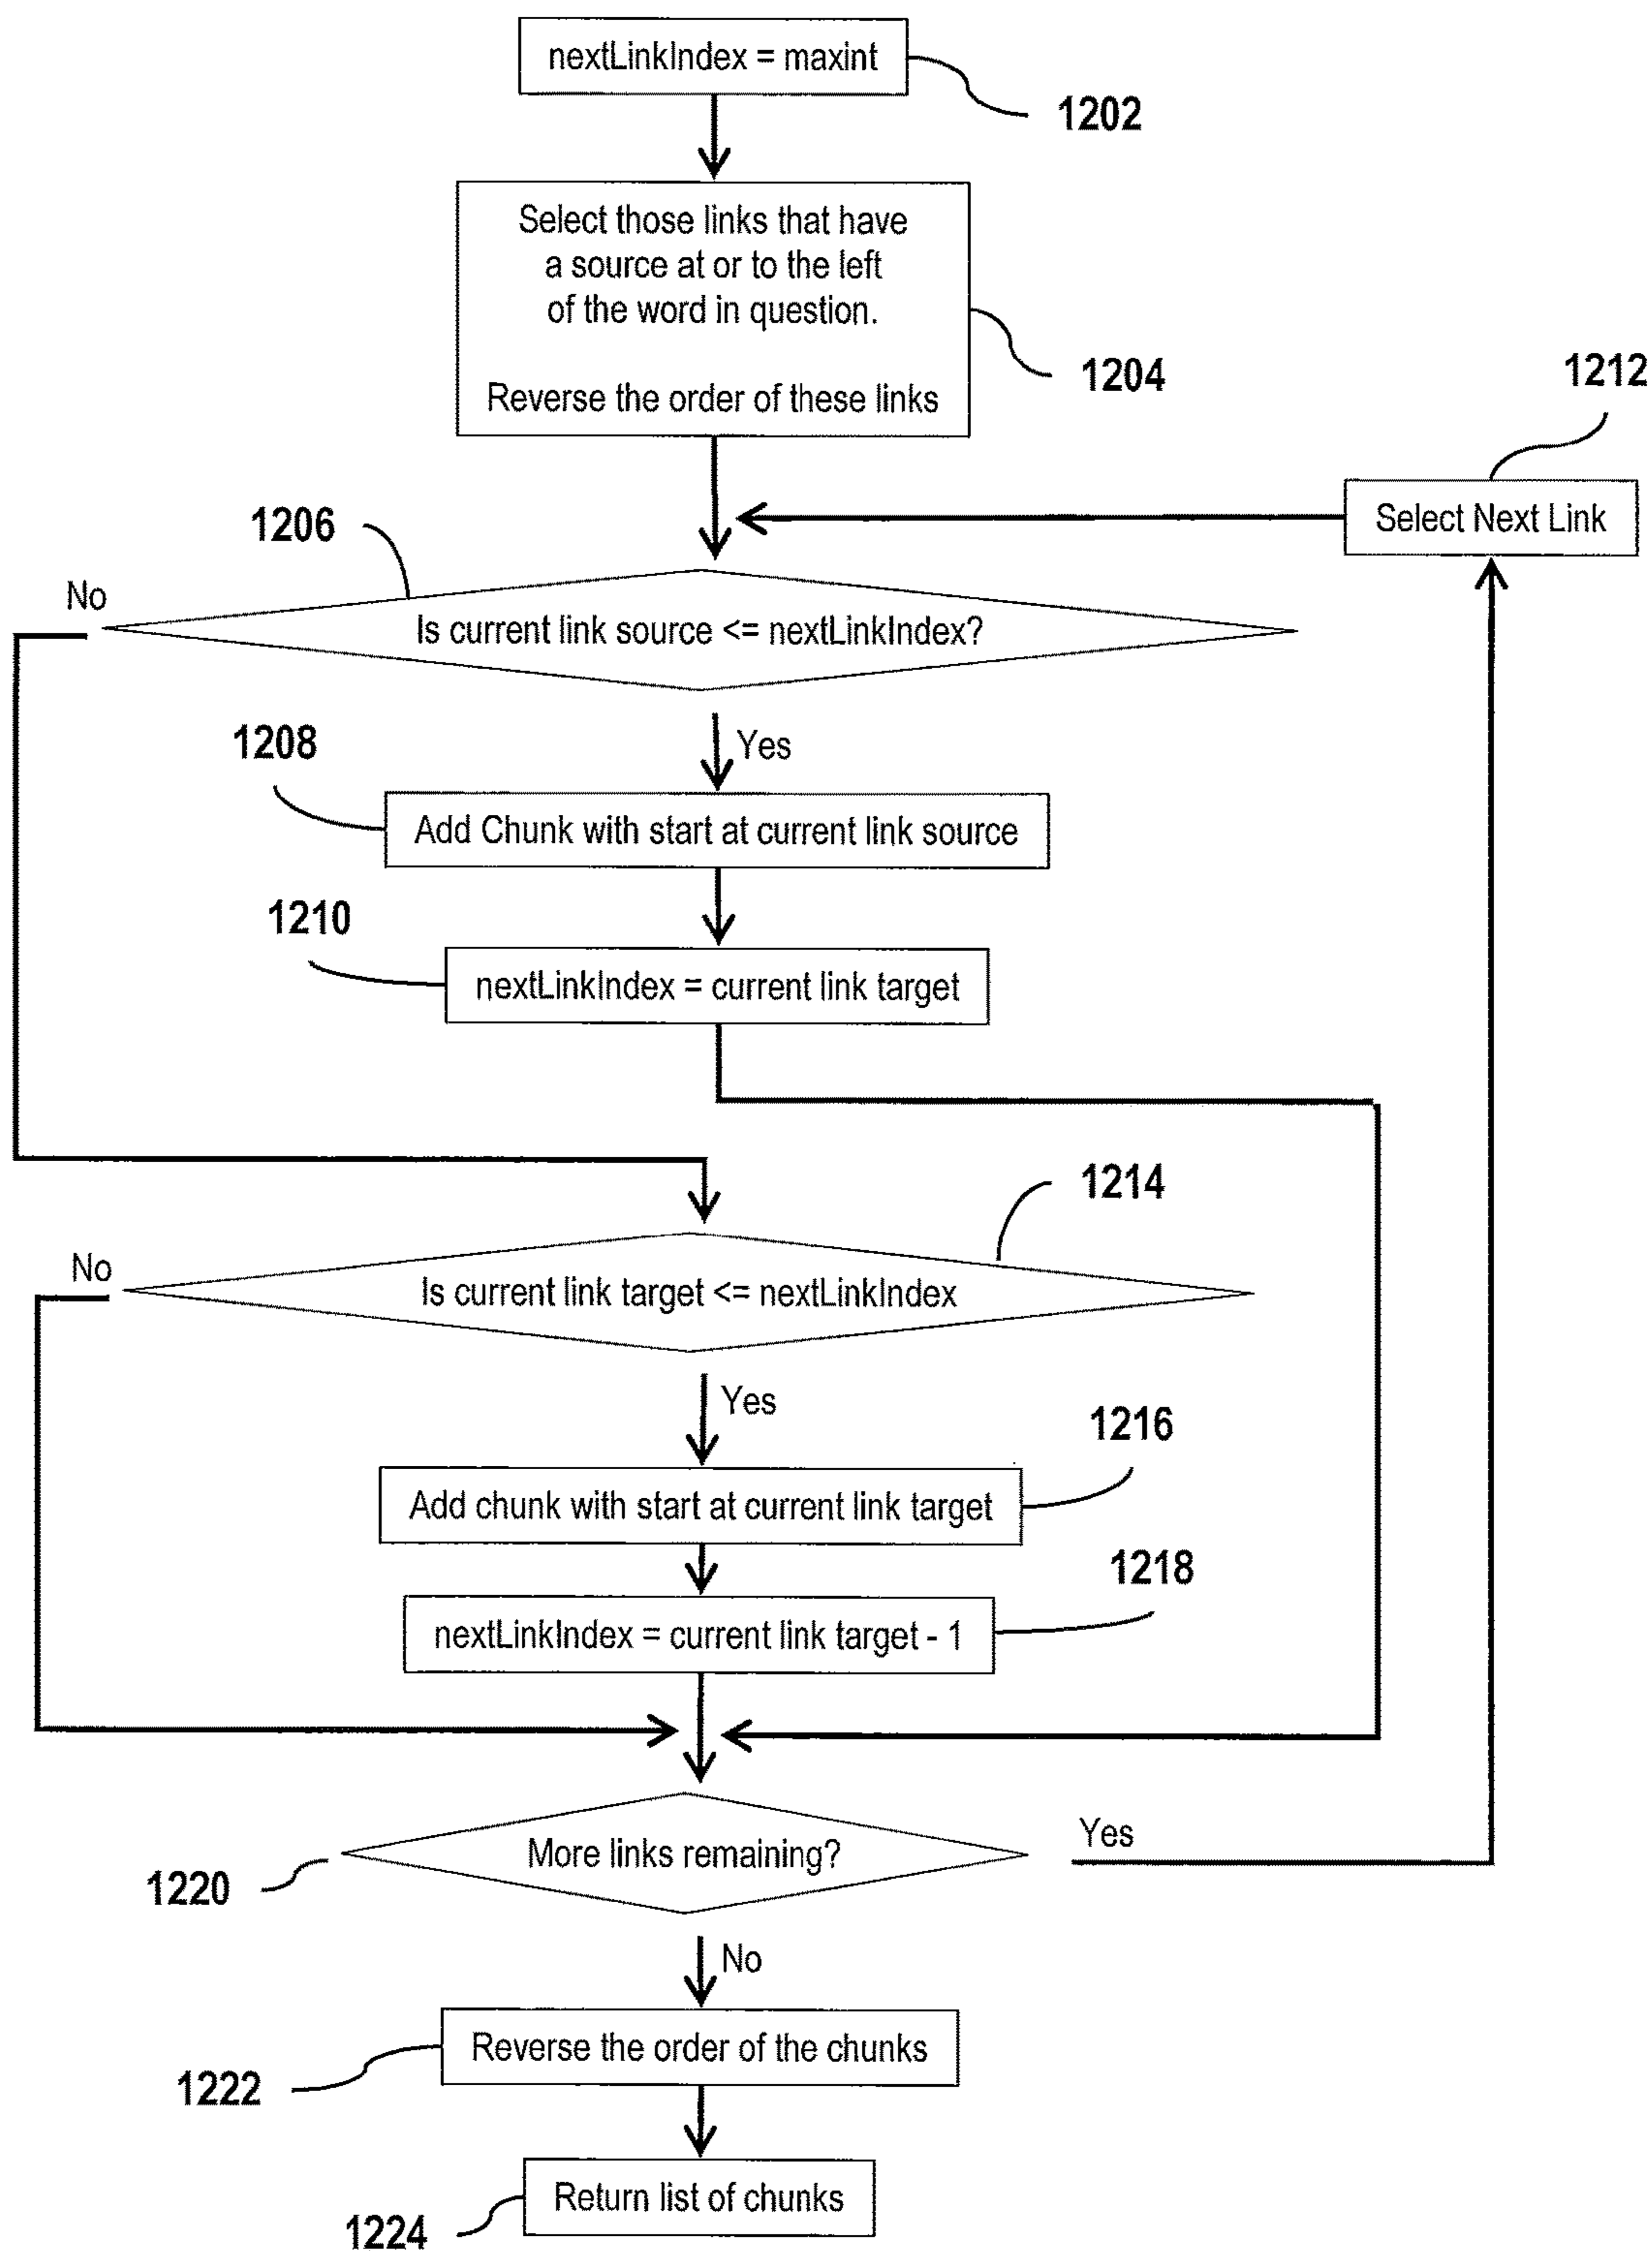 nextLinkIndex = maxint
1202
Select those links that have
a source at or to the left
of the word in question.
Reverse the order of these links
1204
1212
Select Next Link
1206
No
Is current link source <= nextLinkIndex?
Yes
1208
Add Chunk with start at current link source
1210
nextLinkIndex = current link target
1214
No
Is current link target <= nextLinkIndex
Yes
1216
Add chunk with start at current link target
1218
nextLinkIndex = current link target - 1
More links remaining?
Yes
1220
No
Reverse the order of the chunks
1222
Return list of chunks
1224